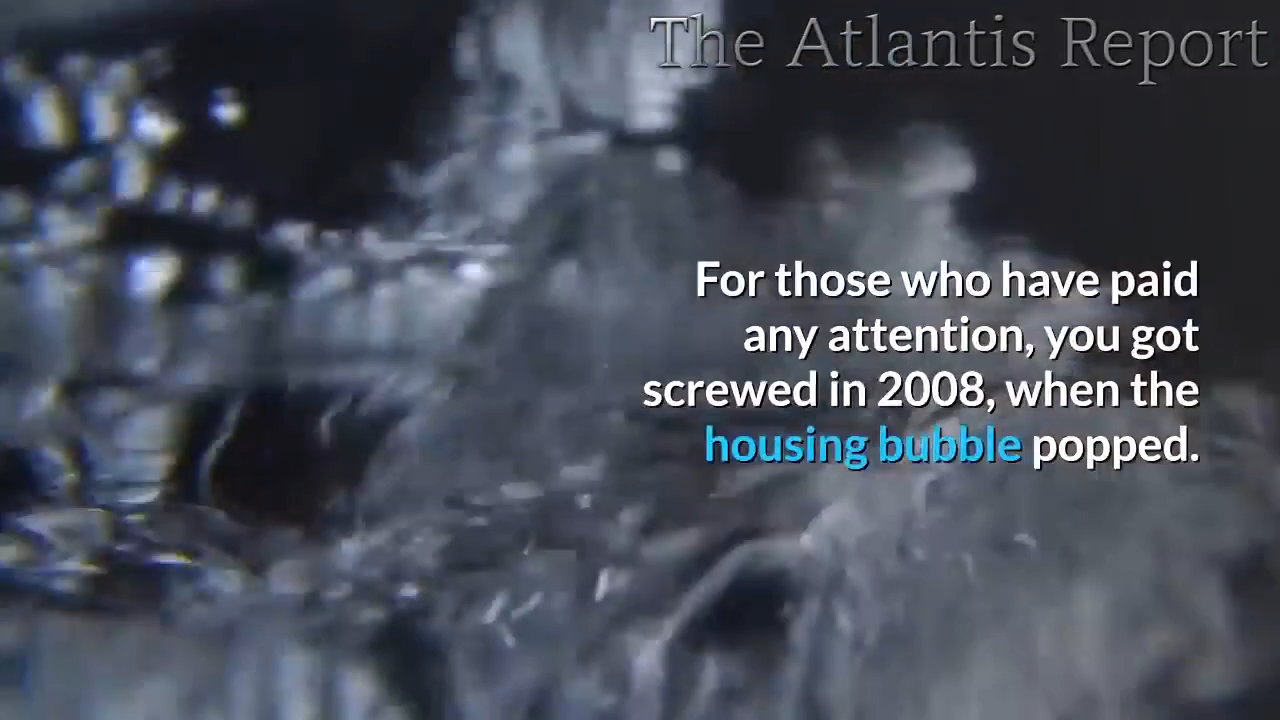 The Atlantis Report
For those who have paid
any attention, you got
screwed in 2008, when the
housing bubble popped.